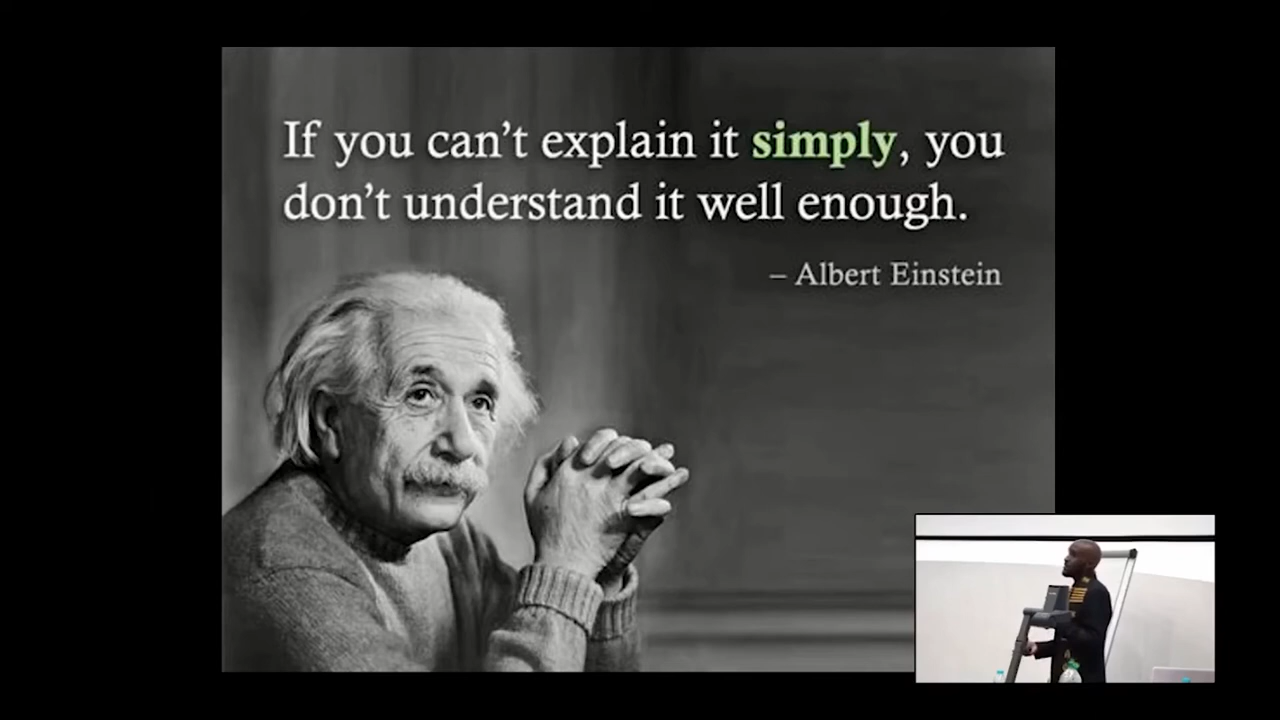 If you can’t explain it simply, you
don’t understand it well enough.
– Albert Einstein